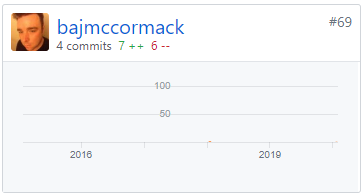 bajmccormack #69
4 commits 7 ++ 6 --
100
50
2016 2019